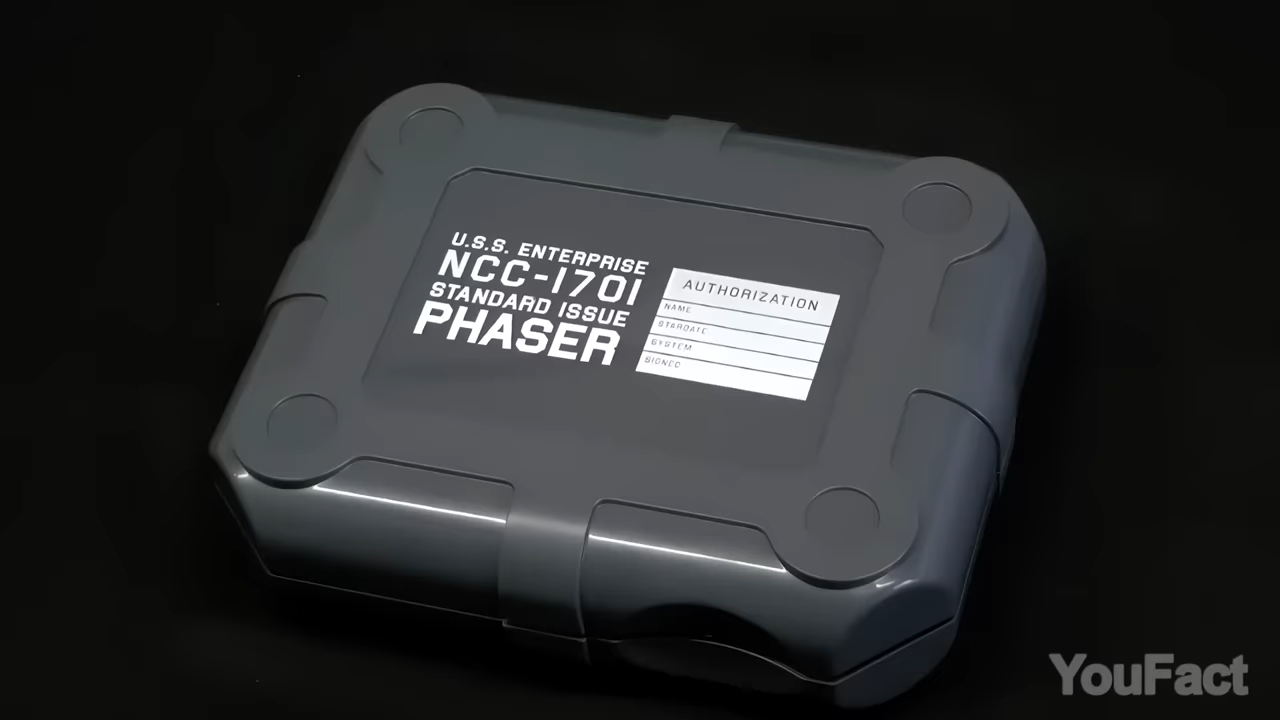 U.S.S. ENTERPRISE
NCC-1701
STANDARD ISSUE
PHASER
AUTHORIZATION
NAME
STARDATE
SYSTEM
SIGNED
YouFact